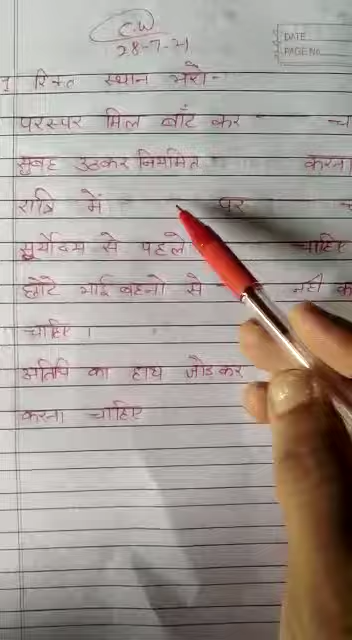 C.W
28-7-21
DATE
PAGE NO.
1 रिक्त स्थान भरो-
परस्पर मिल बाँट कर
सुबह उठकर नियमित करना
रात्रि में पर
सूर्योदय से पहले चाहिए
छोटे भाई बहनो से नही
चाहिए ।
अतिथि का हाथ जोडकर
करना चाहिए